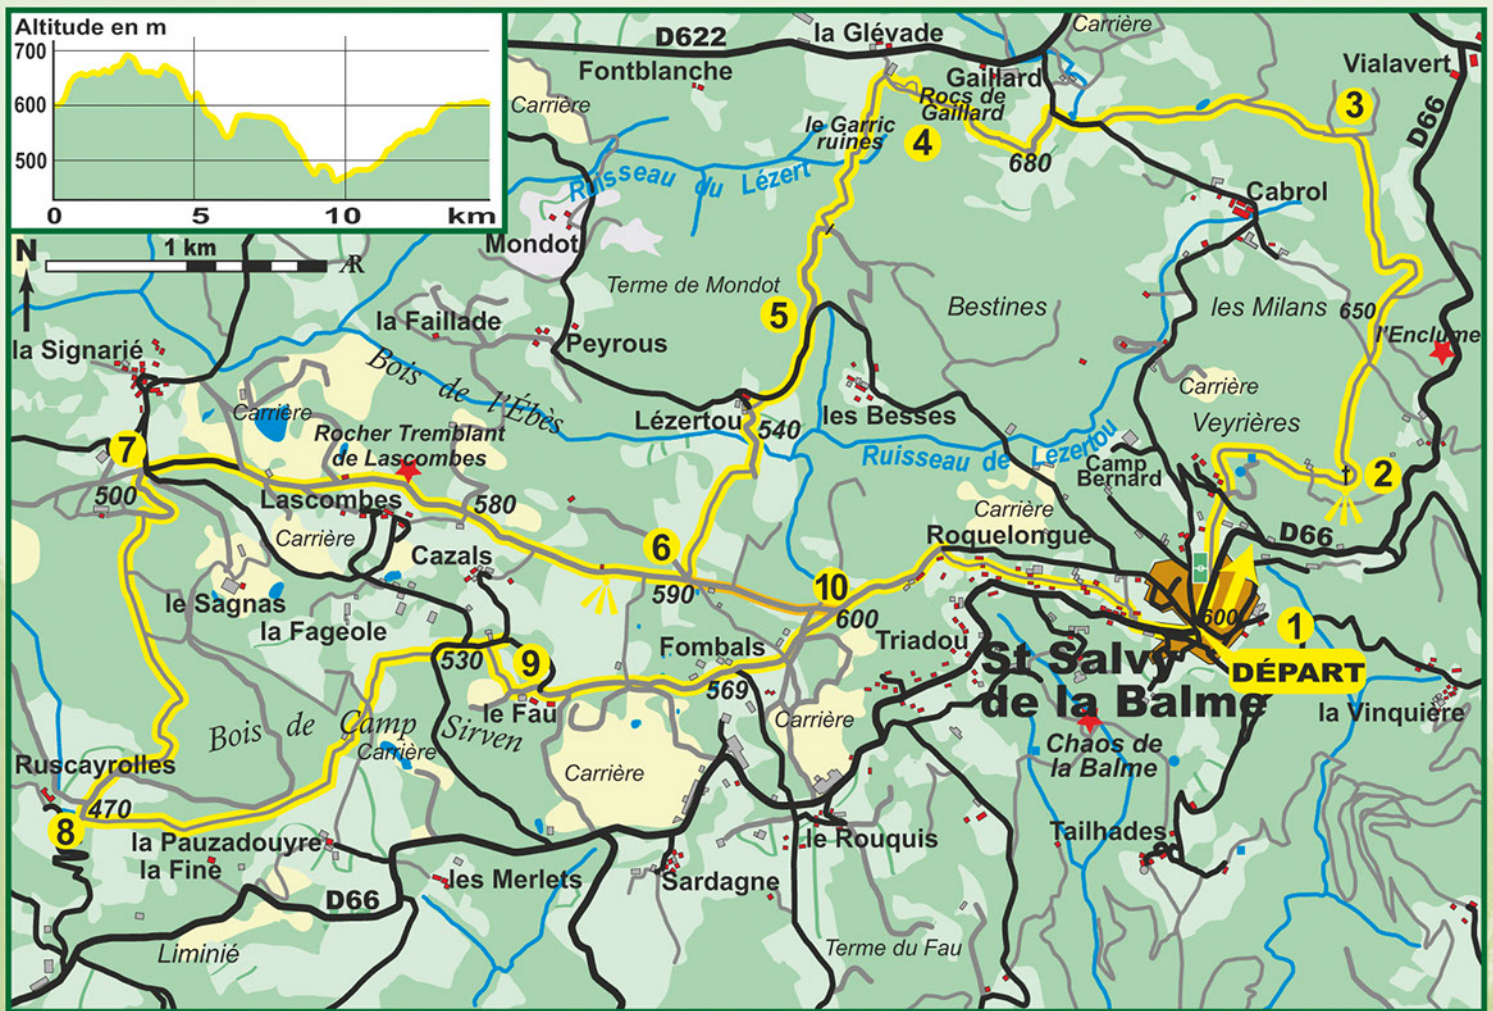 Altitude en m
700
600
500
0
5
10
km
D622
la Glévade
Carrière
Fontblanche
Gaillard
Vialavert
Carrière
Rocs de
Gaillard
3
D66
le Garric
ruines
4
680
Ruisseau du Lézert
Cabrol
N
1 km
Mondot
Terme de Mondot
5
Bestines
les Milans
650
la Faillade
l'Enclume
la Signarié
Peyrous
Bois de l'Ébès
Carrière
Carrière
Lézertou
540
les Besses
Veyrières
Rocher Tremblant
de Lascombes
7
Ruisseau de Lézertou
Camp
Bernard
2
500
Lascombes
580
Carrière
Carrière
Roquelongue
D66
Cazals
6
590
10
600
le Sagnas
la Fageole
Fombals
Triadou
600
1
530
9
St Salvy
de la Balme
DÉPART
569
le Fau
la Vinquière
Bois de Camp Sirven
Carrière
Carrière
Carrière
Chaos de
la Balme
Ruscayrolles
470
8
la Pauzadouyre
la Fine
le Rouquis
Tailhades
les Merlets
Sardagne
D66
Liminié
Terme du Fau